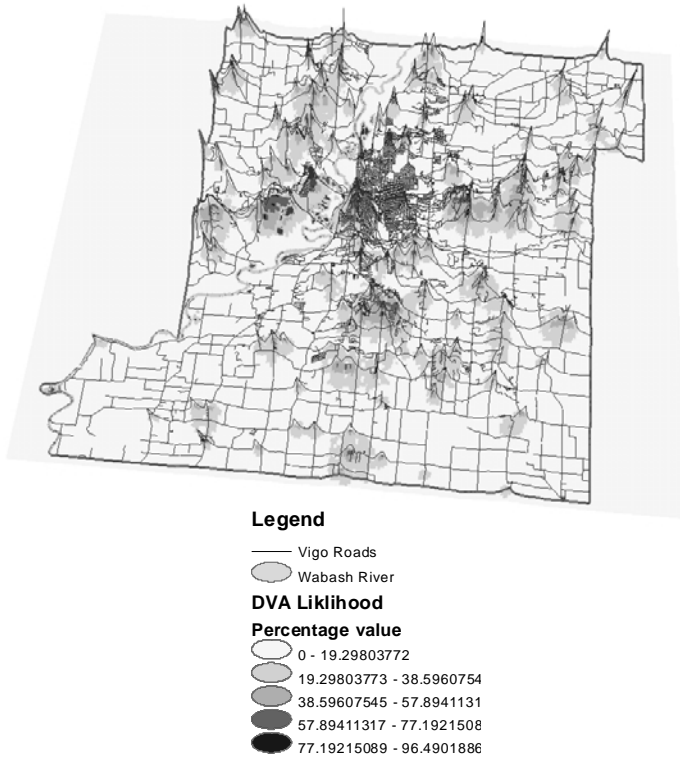 Legend
Vigo Roads
Wabash River
DVA Liklihood
Percentage value
0 - 19.29803772
19.29803773 - 38.5960754
38.59607545 - 57.8941131
57.89411317 - 77.1921508
77.19215089 - 96.4901886